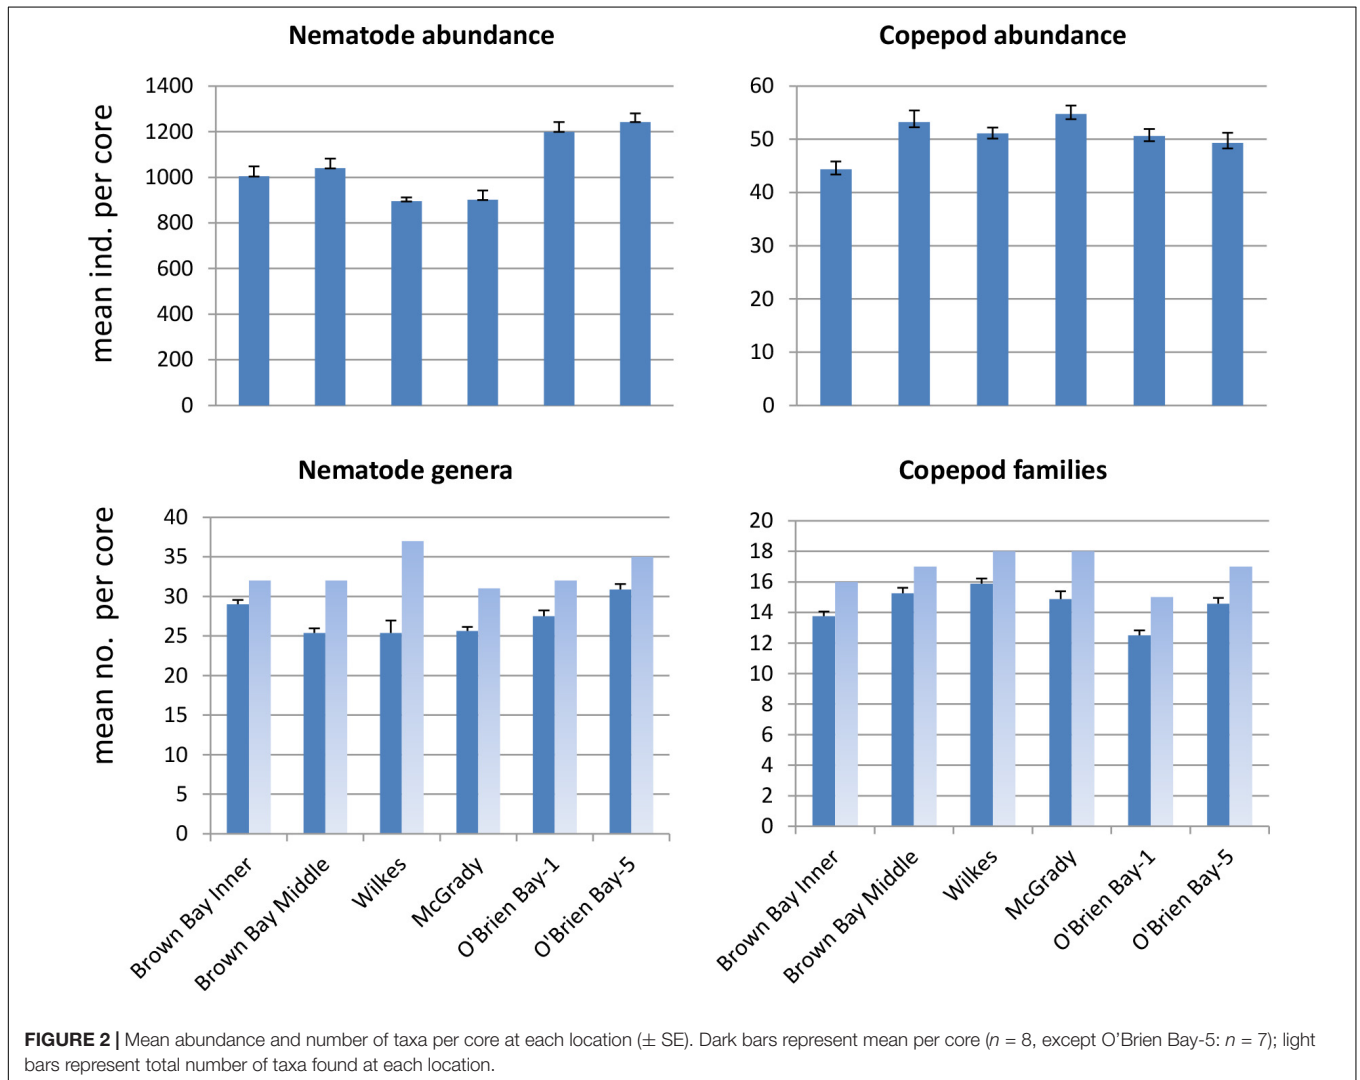 Nematode abundance
mean ind. per core
1400
1200
1000
800
600
400
200
0
Copepod abundance
60
50
40
30
20
10
0
Nematode genera
mean no. per core
40
35
30
25
20
15
10
5
0
Brown Bay Inner
Brown Bay Middle
Wilkes
McGrady
O'Brien Bay-1
O'Brien Bay-5
Copepod families
20
18
16
14
12
10
8
6
4
2
0
Brown Bay Inner
Brown Bay Middle
Wilkes
McGrady
O'Brien Bay-1
O'Brien Bay-5
FIGURE 2 | Mean abundance and number of taxa per core at each location (± SE). Dark bars represent mean per core (n = 8, except O’Brien Bay-5: n = 7); light
bars represent total number of taxa found at each location.